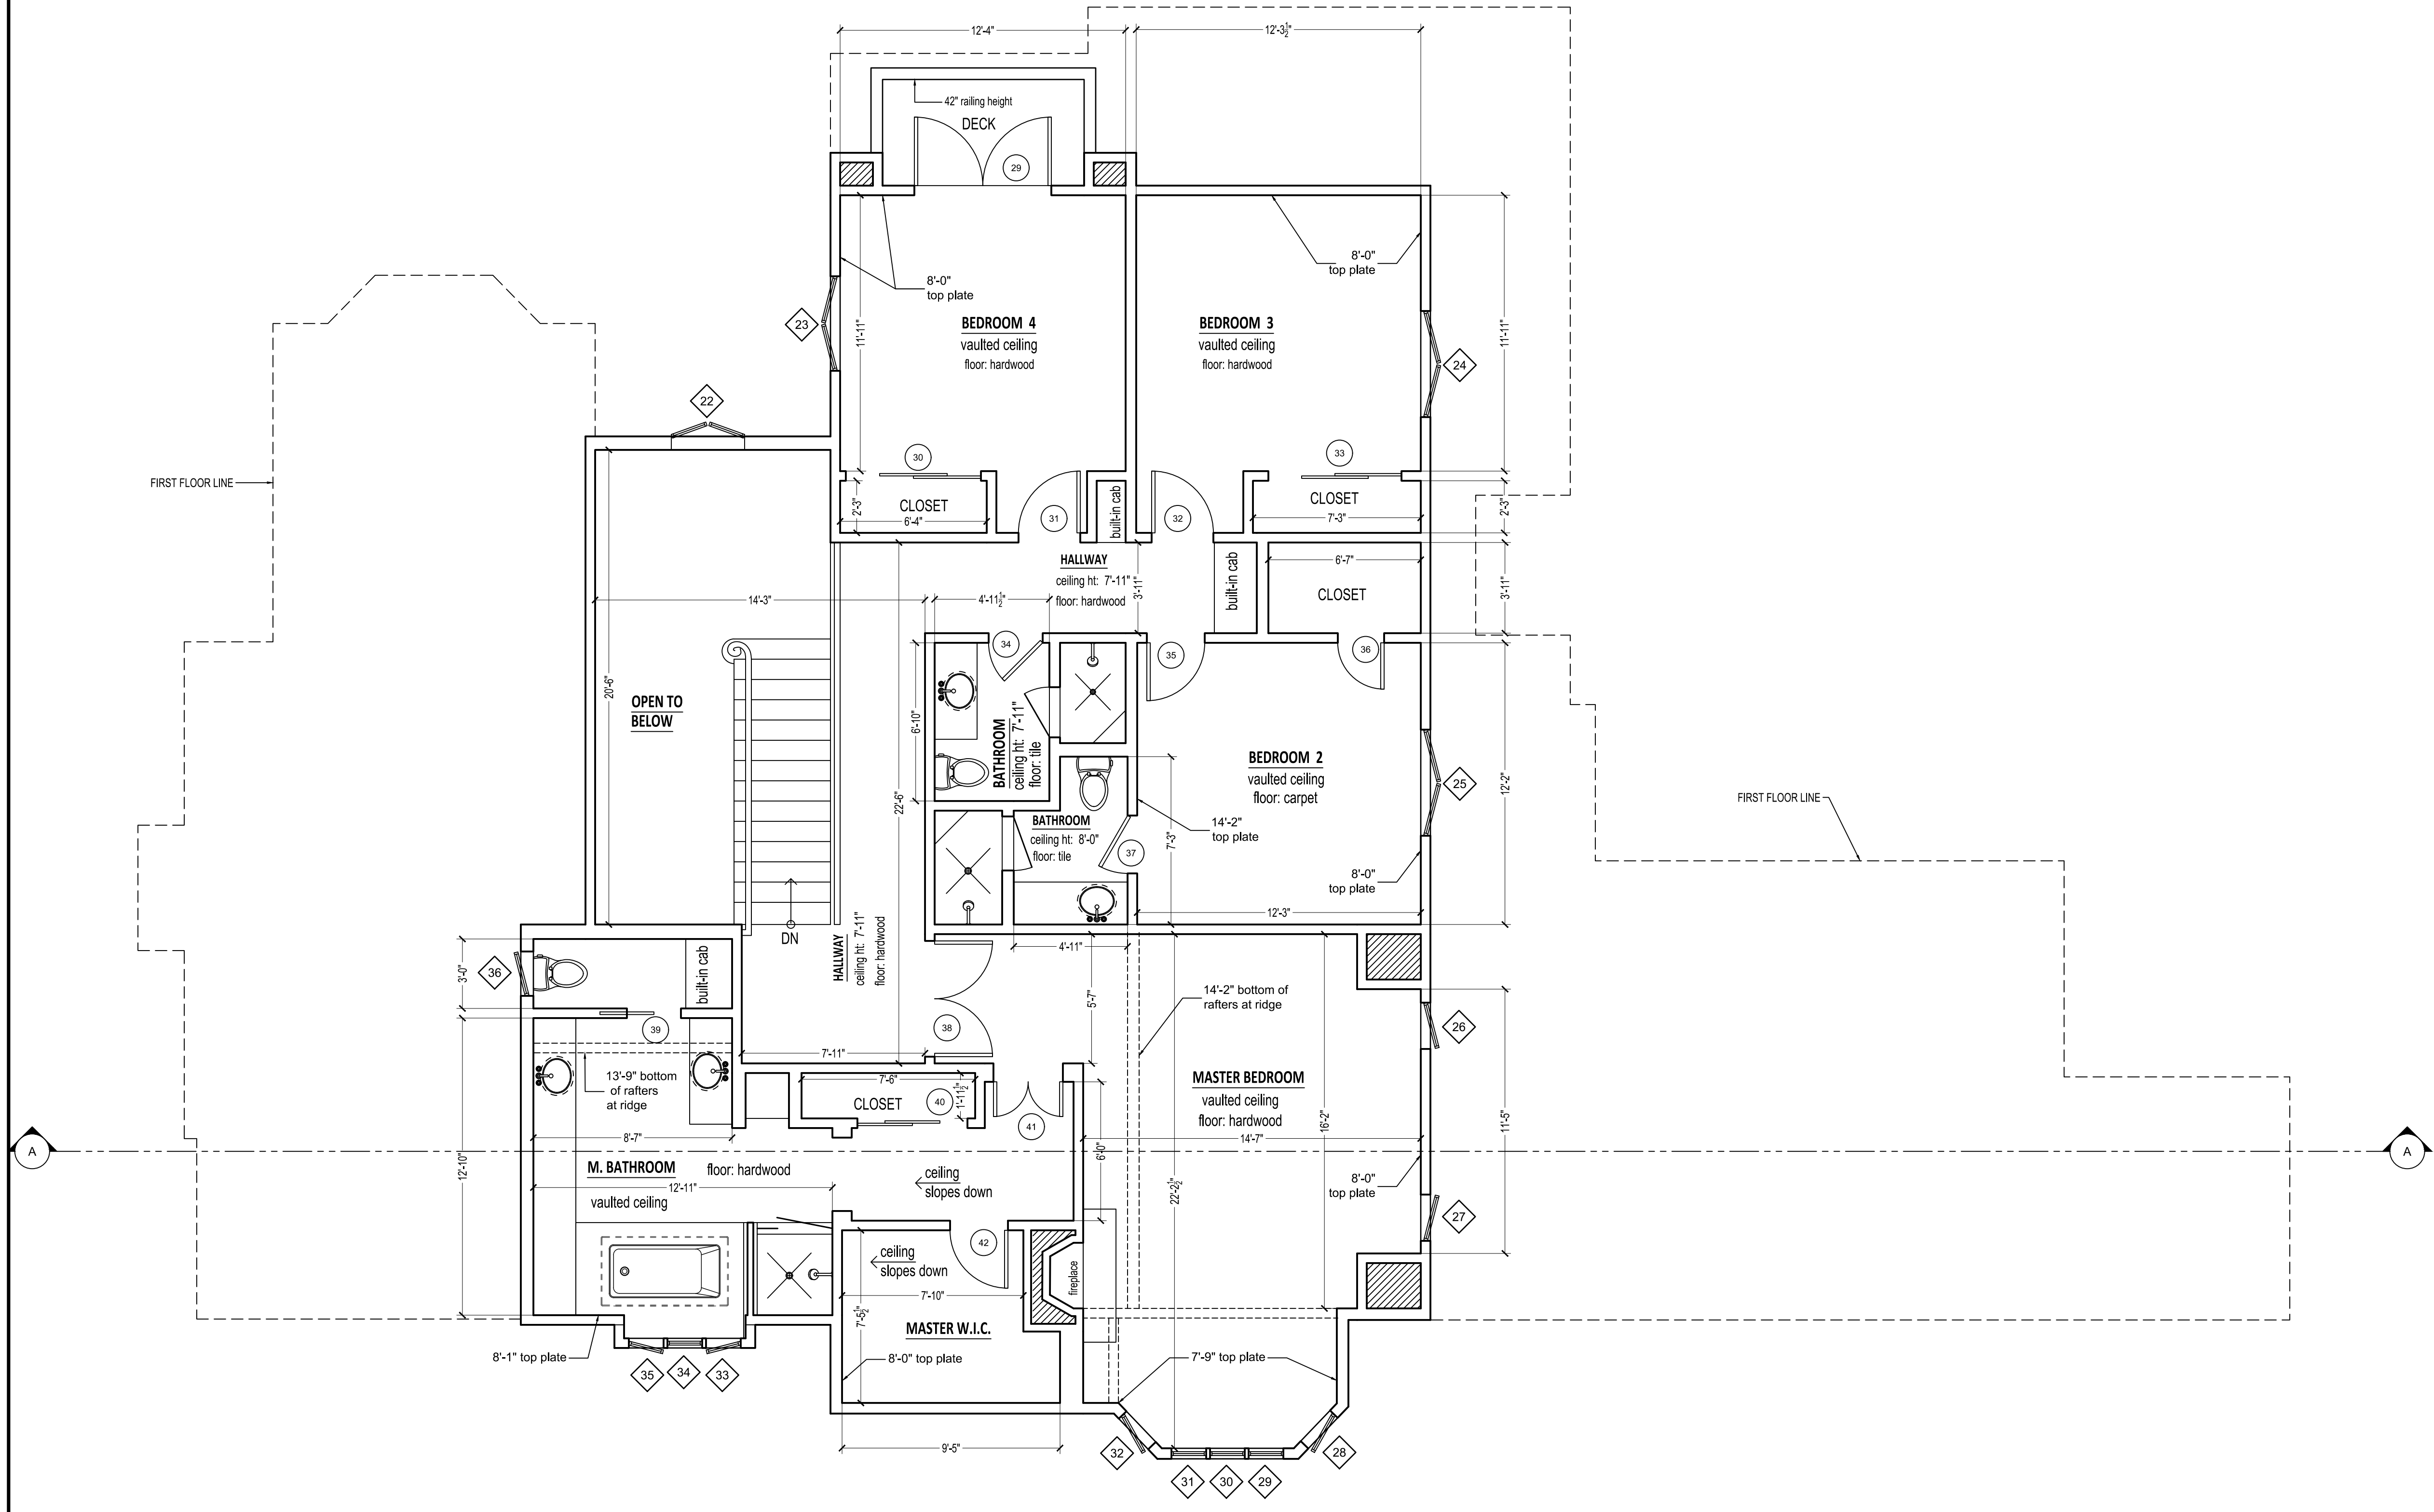 12'-4"
12'-3½"
42" railing height
DECK
29
8'-0"
top plate
8'-0"
top plate
BEDROOM 4
vaulted ceiling
floor: hardwood
BEDROOM 3
vaulted ceiling
floor: hardwood
23
11'-11"
11'-11"
24
22
FIRST FLOOR LINE
30
33
CLOSET
6'-4"
2'-3"
31
built-in cab
32
CLOSET
7'-3"
2'-3"
HALLWAY
ceiling ht: 7'-11"
floor: hardwood
3'-11"
built-in cab
6'-7"
CLOSET
3'-11"
14'-3"
4'-11½"
34
35
36
20'-6"
OPEN TO
BELOW
6'-10"
BATHROOM
ceiling ht: 7'-11"
floor: tile
BEDROOM 2
vaulted ceiling
floor: carpet
25
12'-2"
FIRST FLOOR LINE
22'-6"
BATHROOM
ceiling ht: 8'-0"
floor: tile
37
7'-3"
14'-2"
top plate
8'-0"
top plate
12'-3"
DN
HALLWAY
ceiling ht: 7'-11"
floor: hardwood
4'-11"
36
3'-0"
built-in cab
39
38
5'-7"
14'-2" bottom of
rafters at ridge
26
7'-11"
13'-9" bottom
of rafters
at ridge
7'-6"
CLOSET
40
1'-11½"
41
MASTER BEDROOM
vaulted ceiling
floor: hardwood
14'-7"
16'-2"
11'-5"
8'-7"
12'-10"
6'-0"
A
A
M. BATHROOM
floor: hardwood
12'-11"
vaulted ceiling
ceiling
slopes down
22'-2½"
8'-0"
top plate
27
42
ceiling
slopes down
fireplace
7'-10"
7'-5½"
MASTER W.I.C.
8'-0" top plate
8'-1" top plate
7'-9" top plate
35
34
33
9'-5"
32
28
31
30
29